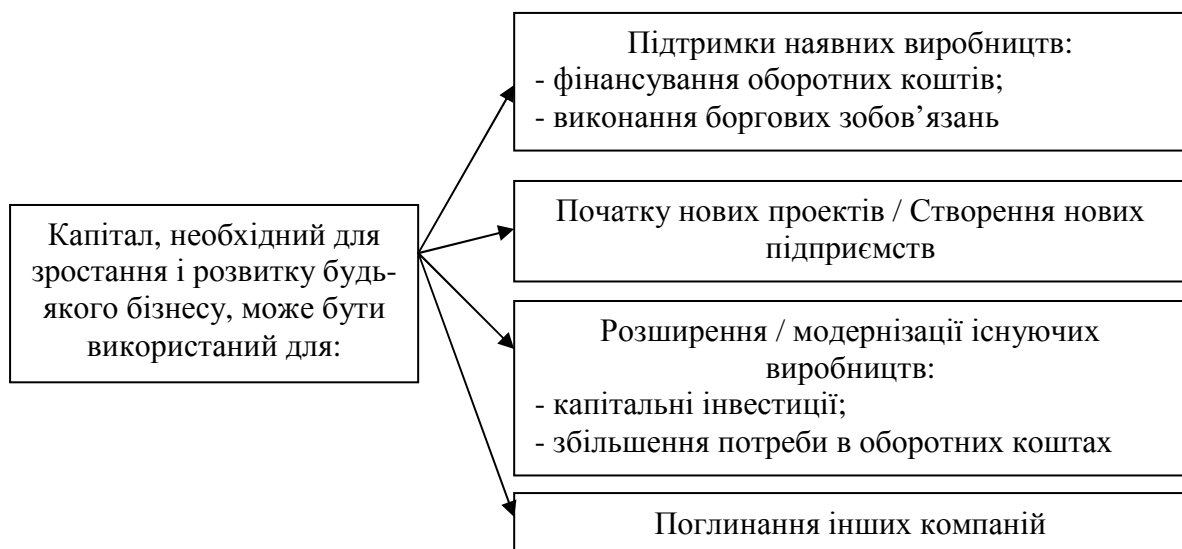 Капітал, необхідний для
зростання і розвитку будь-
якого бізнесу, може бути
використаний для:
Підтримки наявних виробництв:
- фінансування оборотних коштів;
- виконання боргових зобов’язань
Початку нових проектів / Створення нових
підприємств
Розширення / модернізації існуючих
виробництв:
- капітальні інвестиції;
- збільшення потреби в оборотних коштах
Поглинання інших компаній